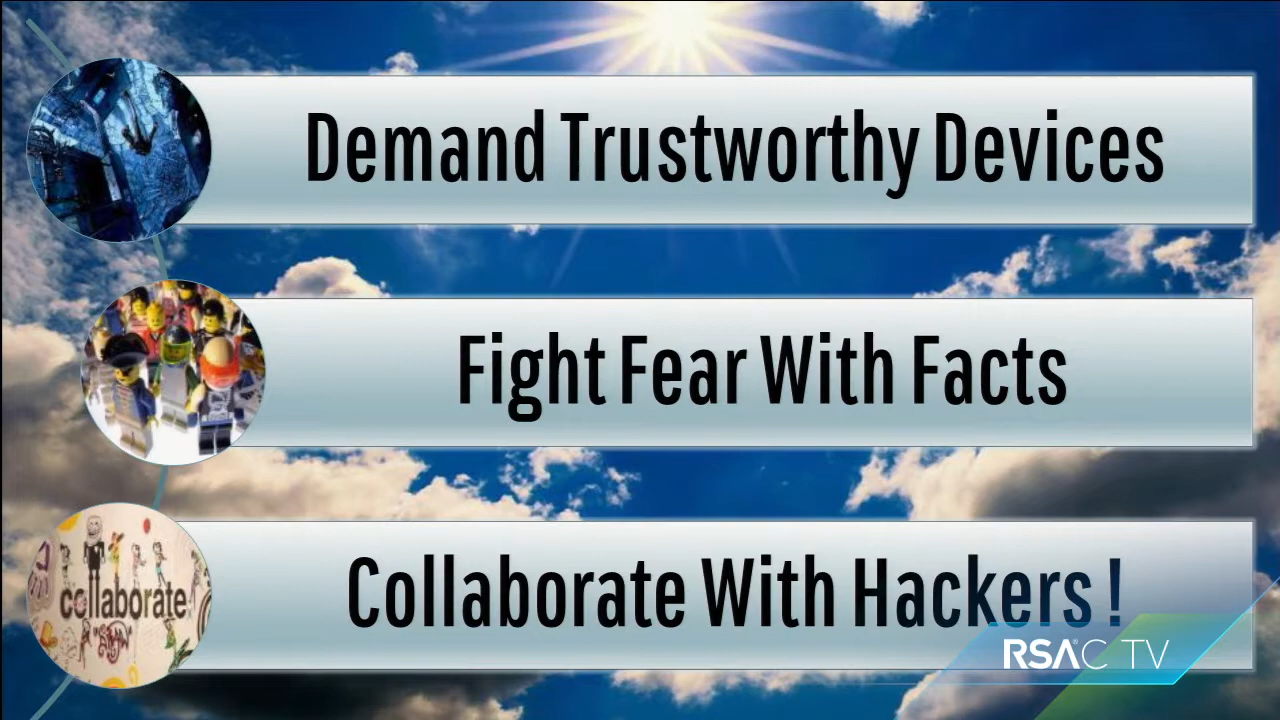 Demand Trustworthy Devices
Fight Fear With Facts
Collaborate With Hackers !
collaborate
RSAC TV